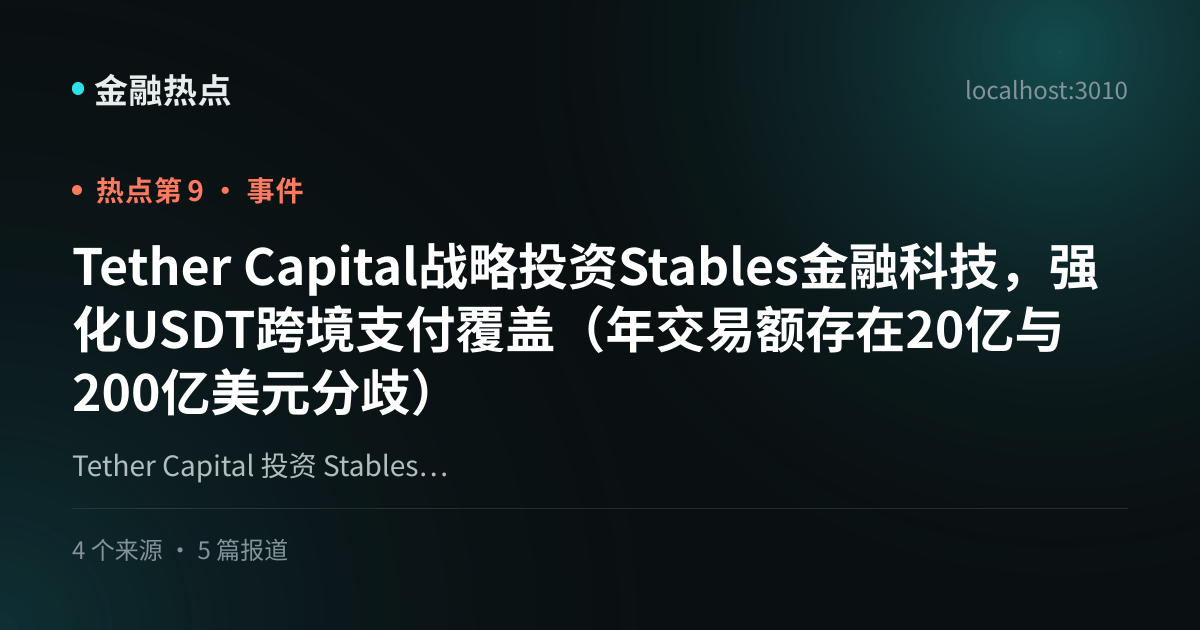 金融热点
localhost:3010
热点第 9 · 事件
Tether Capital战略投资Stables金融科技，强
化USDT跨境支付覆盖（年交易额存在20亿与
200亿美元分歧）
Tether Capital 投资 Stables…
4 个来源 · 5 篇报道